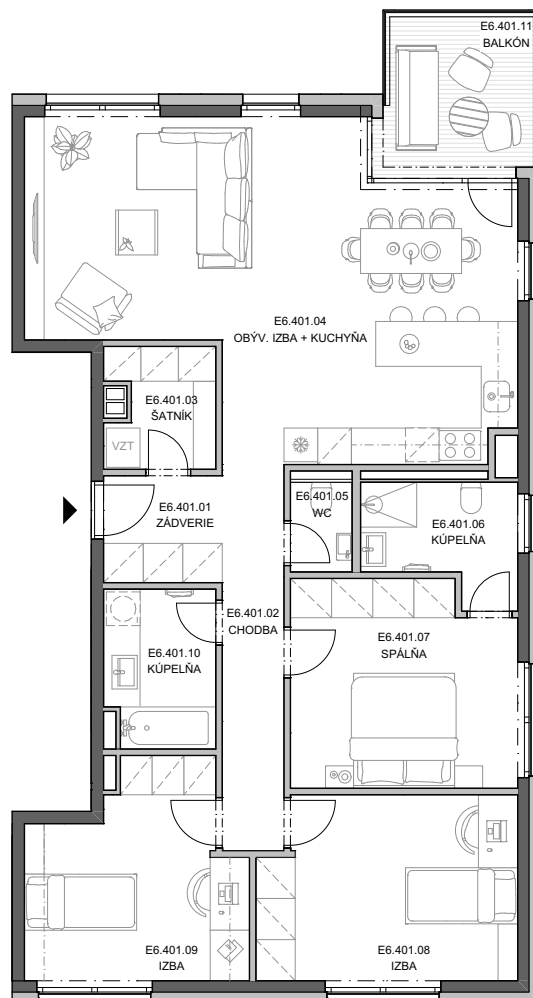 E6.401.11
BALKÓN
E6.401.04
OBÝV. IZBA + KUCHYŇA
E6.401.03
ŠATNÍK
VZT
E6.401.01
ZÁDVERIE
E6.401.05
WC
E6.401.06
KÚPEĽŇA
E6.401.02
CHODBA
E6.401.07
SPÁLŇA
E6.401.10
KÚPEĽŇA
E6.401.09
IZBA
E6.401.08
IZBA